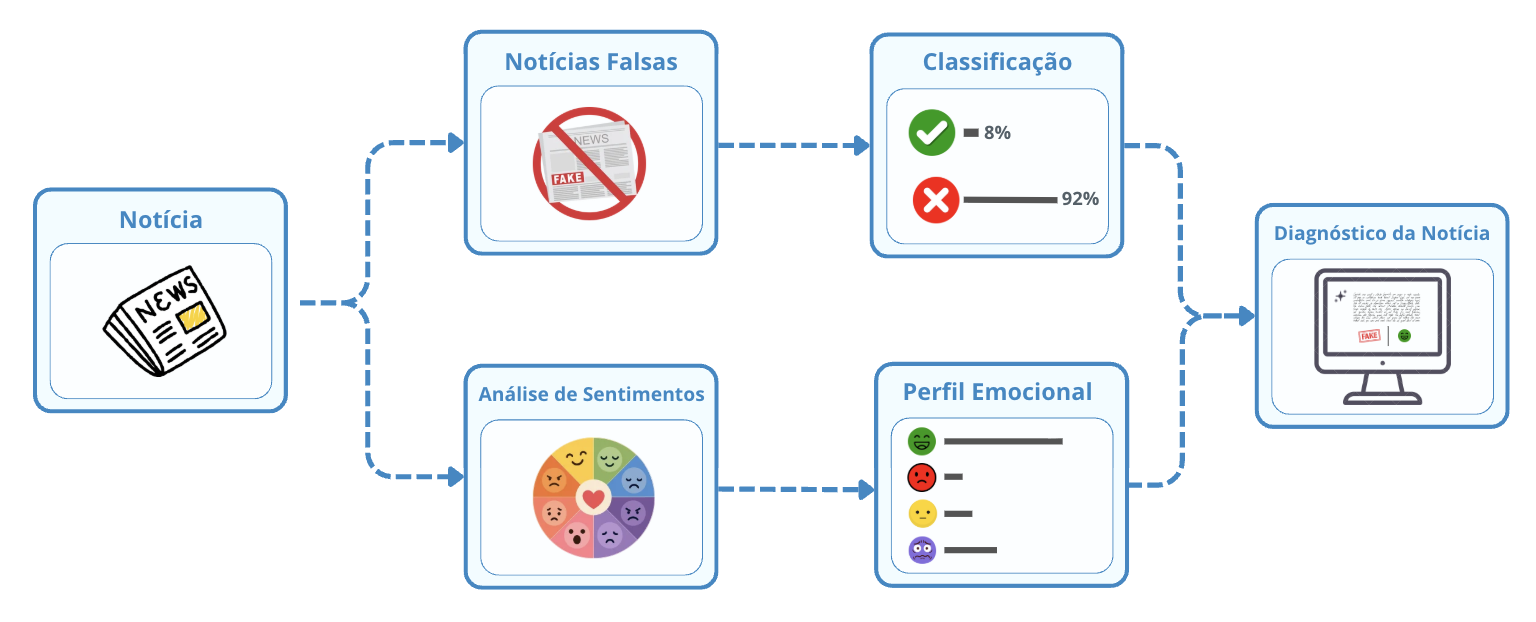 Notícia
NEWS
Notícias Falsas
NEWS
FAKE
Classificação
8%
92%
Análise de Sentimentos
Perfil Emocional
Diagnóstico da Notícia
FAKE